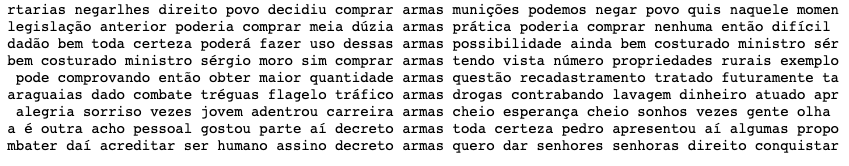 rtarias negarlhes direito povo decidiu comprar armas munições podemos negar povo quis naquele momen
legislação anterior poderia comprar meia dúzia armas prática poderia comprar nenhuma então difícil
dadão bem toda certeza poderá fazer uso dessas armas possibilidade ainda bem costurado ministro sér
bem costurado ministro sérgio moro sim comprar armas tendo vista número propriedades rurais exemplo
pode comprovando então obter maior quantidade armas questão recadastramento tratado futuramente ta
araguaias dado combate tréguas flagelo tráfico armas drogas contrabando lavagem dinheiro atuado apr
alegria sorriso vezes jovem adentrou carreira armas cheio esperança cheio sonhos vezes gente olha
a é outra acho pessoal gostou parte aí decreto armas toda certeza pedro apresentou aí algumas propo
mbater daí acreditar ser humano assino decreto armas quero dar senhores senhoras direito conquistar